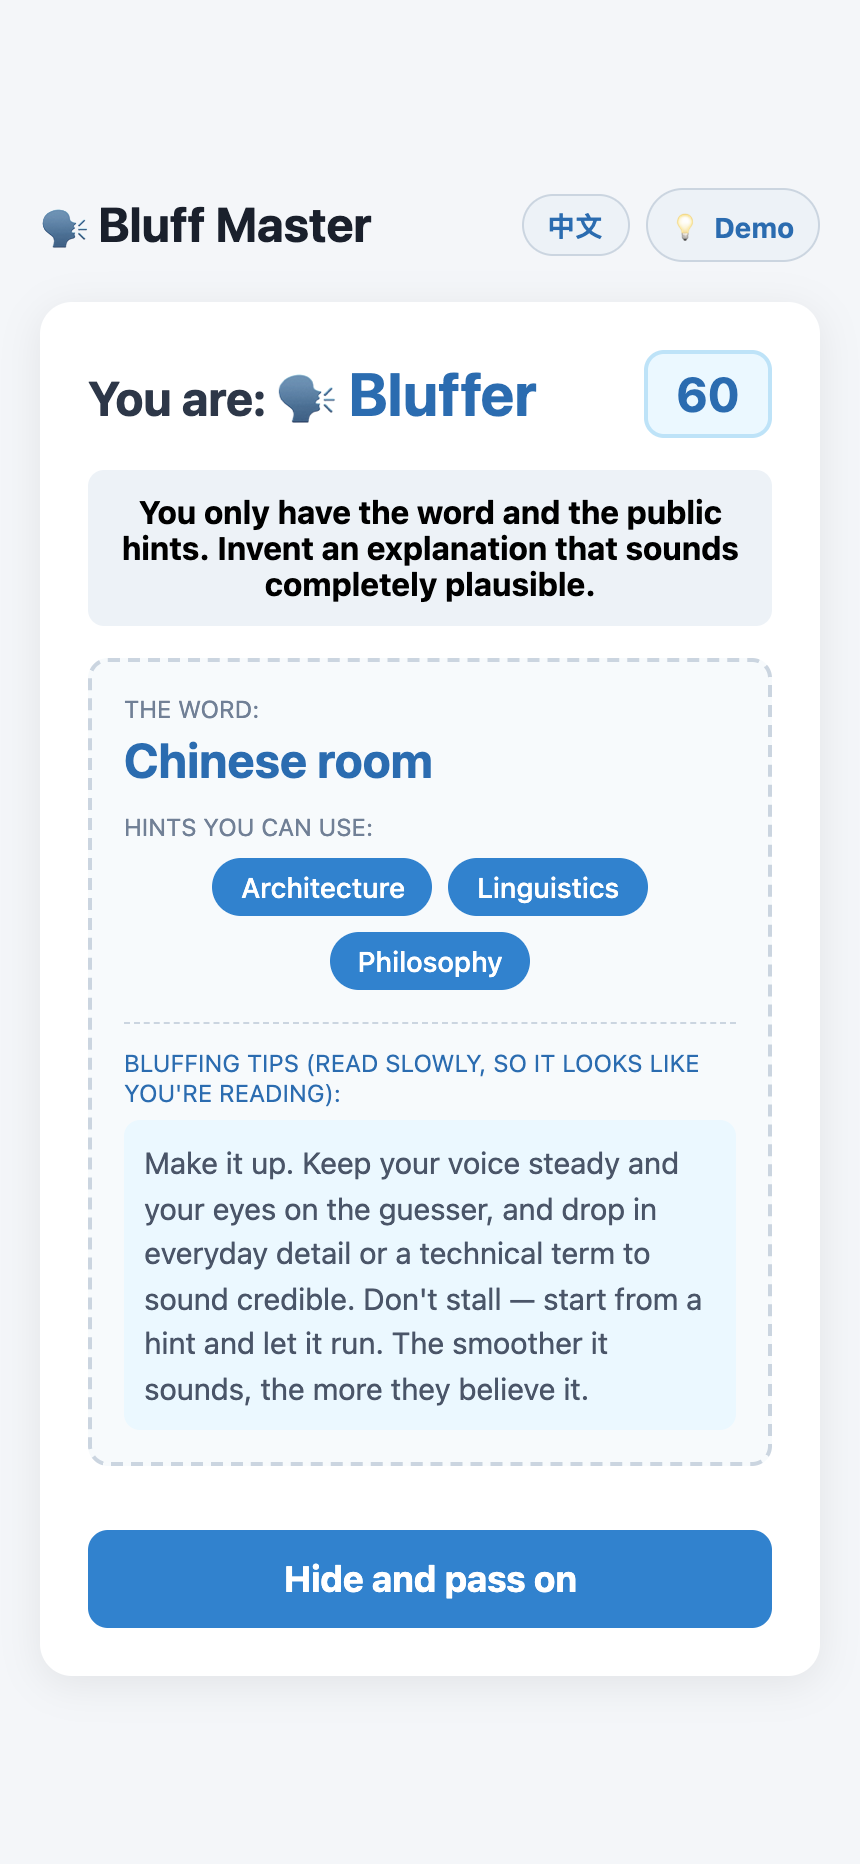 Bluff Master
中文
Demo
You are: Bluffer
60
You only have the word and the public
hints. Invent an explanation that sounds
completely plausible.
THE WORD:
Chinese room
HINTS YOU CAN USE:
Architecture
Linguistics
Philosophy
BLUFFING TIPS (READ SLOWLY, SO IT LOOKS LIKE
YOU'RE READING):
Make it up. Keep your voice steady and
your eyes on the guesser, and drop in
everyday detail or a technical term to
sound credible. Don't stall — start from a
hint and let it run. The smoother it
sounds, the more they believe it.
Hide and pass on